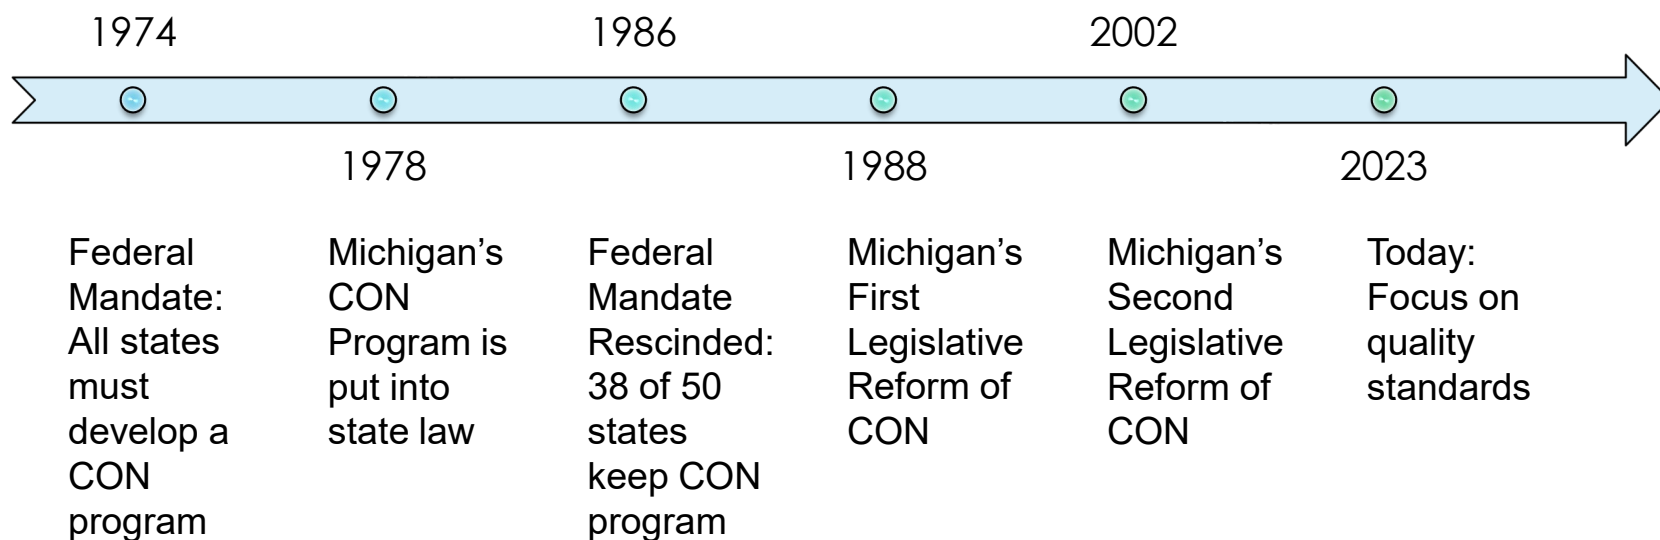 1974
1986
2002
1978
1988
2023
Federal
Mandate:
All states
must
develop a
CON
program
Michigan’s
CON
Program is
put into
state law
Federal
Mandate
Rescinded:
38 of 50
states
keep CON
program
Michigan’s
First
Legislative
Reform of
CON
Michigan’s
Second
Legislative
Reform of
CON
Today:
Focus on
quality
standards